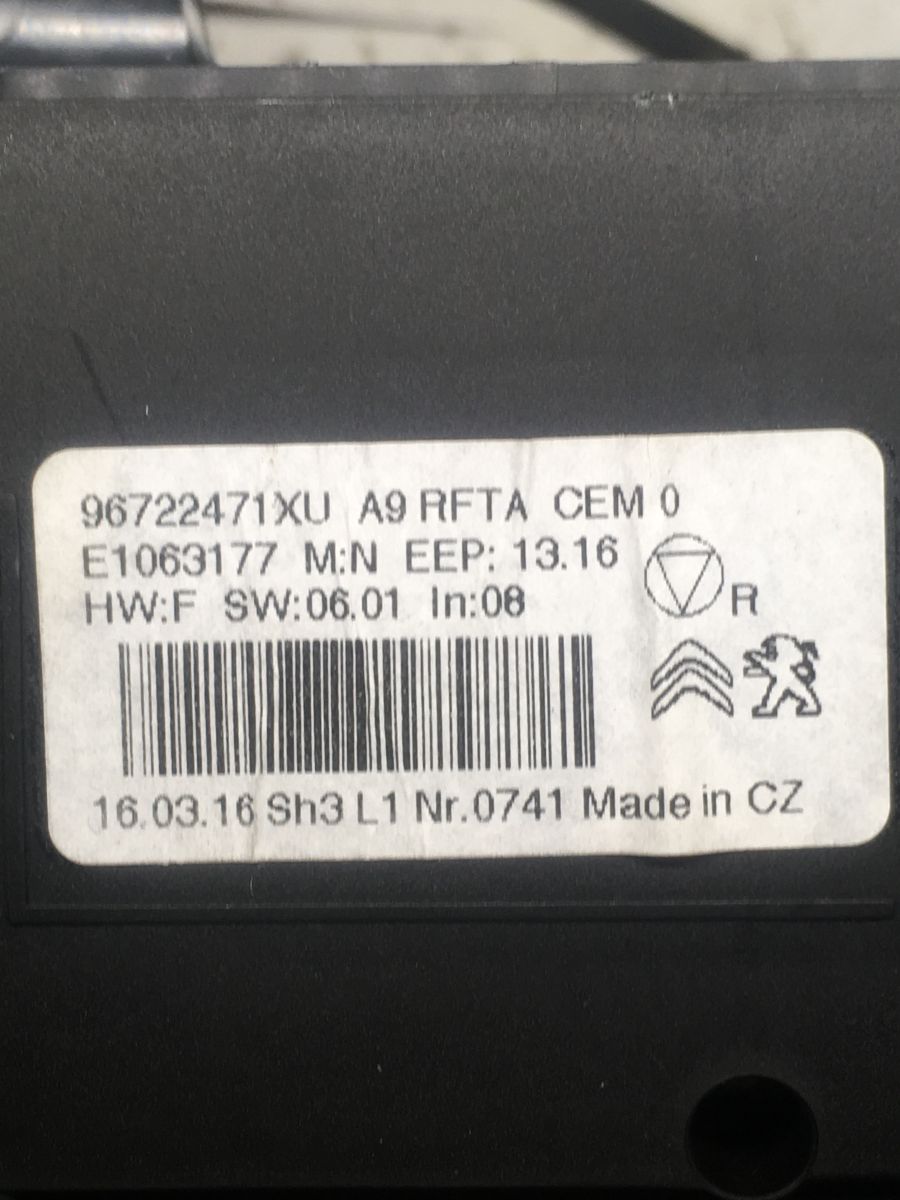 96722471XU A9 RFTA CEM 0
E1063177 M:N EEP: 13.16
HW:F SW:06.01 In:08
R
16.03.16 Sh3 L1 Nr.0741 Made in CZ